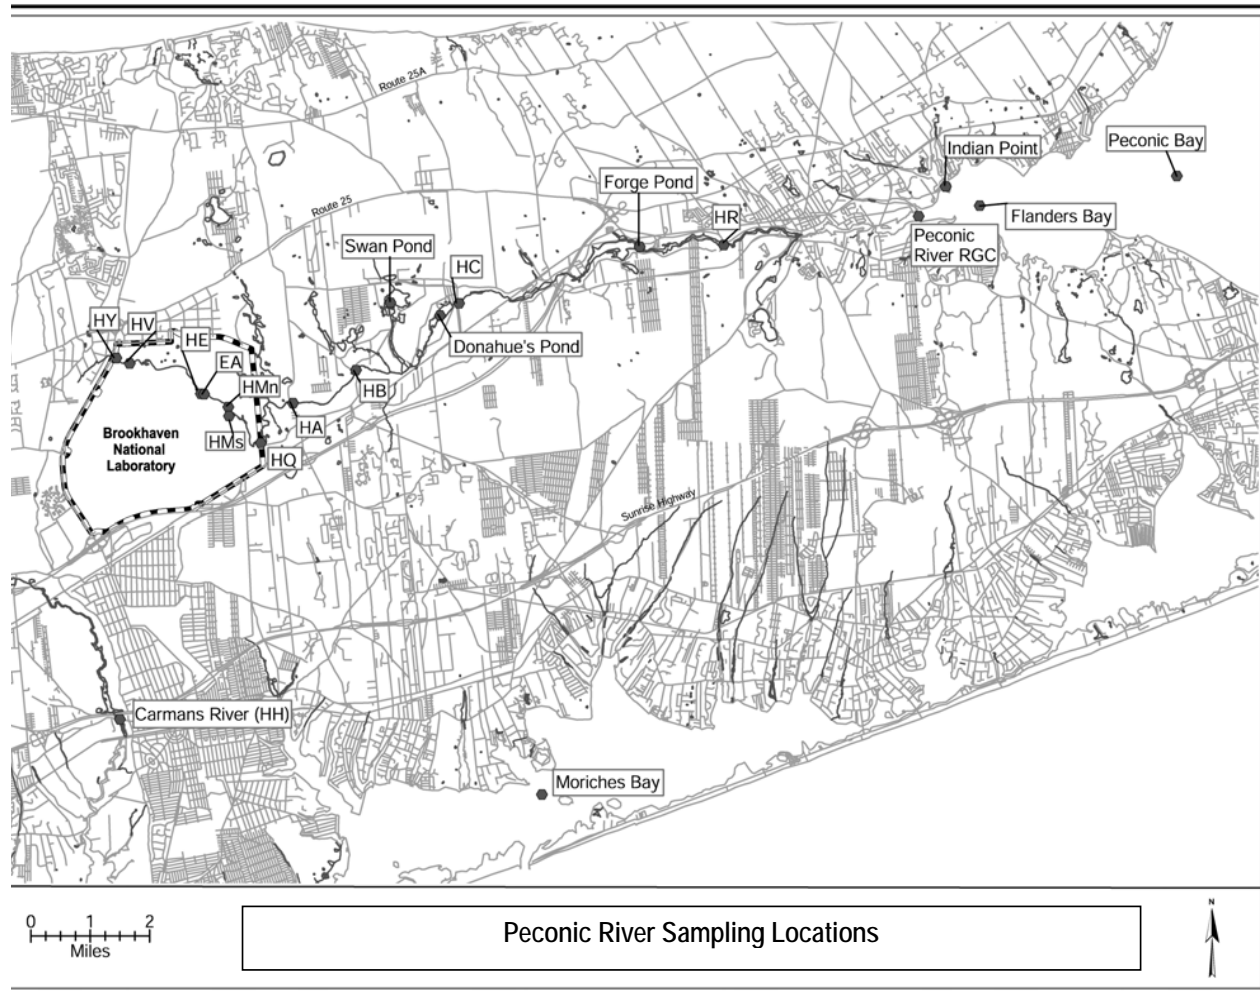 Route 25A
Indian Point
Peconic Bay
Forge Pond
Route 25
HR
Flanders Bay
Swan Pond
HC
Peconic
River RGC
HY
HV
HE
Donahue's Pond
EA
HMn
HB
HA
HMs
Brookhaven
National
Laboratory
HQ
Sunrise Highway
Carmans River (HH)
Moriches Bay
0 1 2
Miles
Peconic River Sampling Locations
N